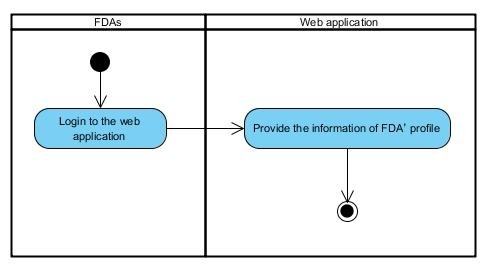 FDAs
Web application
Login to the web
application
Provide the information of FDA' profile